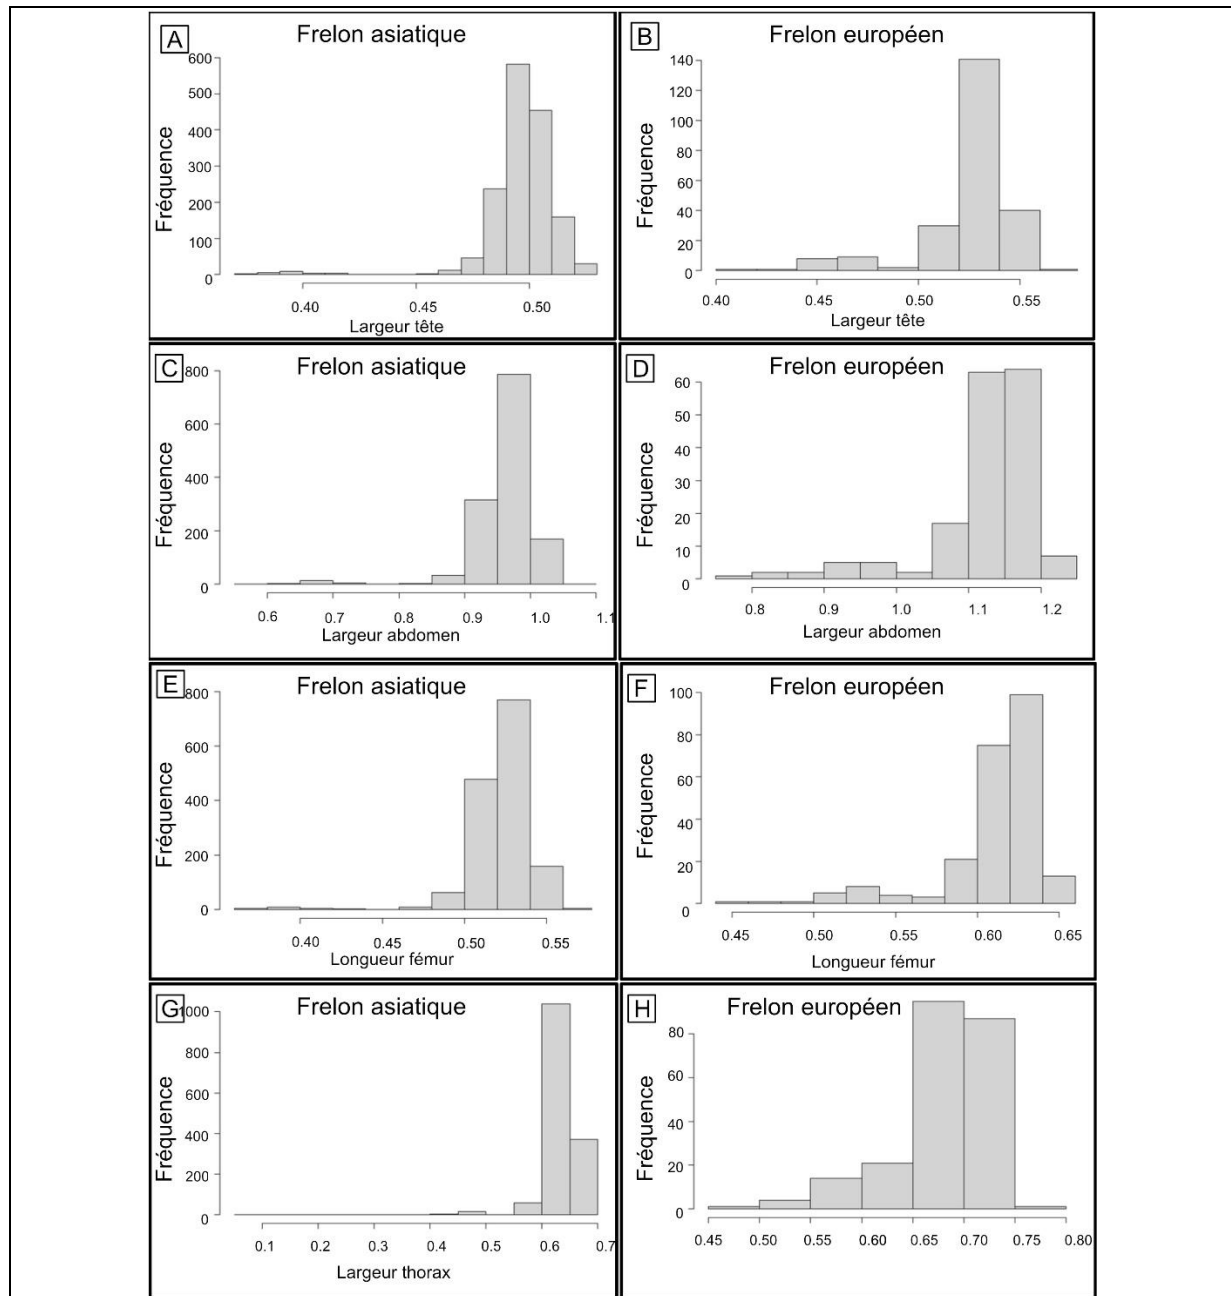 A
Frelon asiatique
Fréquence
600
500
400
300
200
100
0
0.40 0.45 0.50
Largeur tête
B
Frelon européen
Fréquence
140
120
100
80
60
40
20
0
0.40 0.45 0.50 0.55
Largeur tête
C
Frelon asiatique
Fréquence
800
600
400
200
0
0.6 0.7 0.8 0.9 1.0 1.1
Largeur abdomen
D
Frelon européen
Fréquence
60
50
40
30
20
10
0
0.8 0.9 1.0 1.1 1.2
Largeur abdomen
E
Frelon asiatique
Fréquence
800
600
400
200
0
0.40 0.45 0.50 0.55
Longueur fémur
F
Frelon européen
Fréquence
100
80
60
40
20
0
0.45 0.50 0.55 0.60 0.65
Longueur fémur
G
Frelon asiatique
Fréquence
1000
800
600
400
200
0
0.1 0.2 0.3 0.4 0.5 0.6 0.7
Largeur thorax
H
Frelon européen
Fréquence
80
60
40
20
0
0.45 0.50 0.55 0.60 0.65 0.70 0.75 0.80